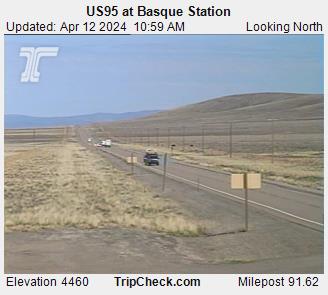 US95 at Basque Station
Updated: Apr 12 2024 10:59 AM Looking North
Elevation 4460 TripCheck.com Milepost 91.62